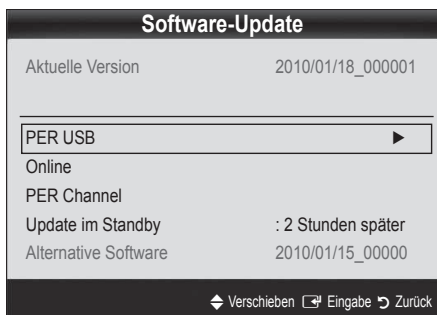 Software-Update
Aktuelle Version 2010/01/18_000001
PER USB
Online
PER Channel
Update im Standby : 2 Stunden später
Alternative Software 2010/01/15_00000
Verschieben Eingabe Zurück